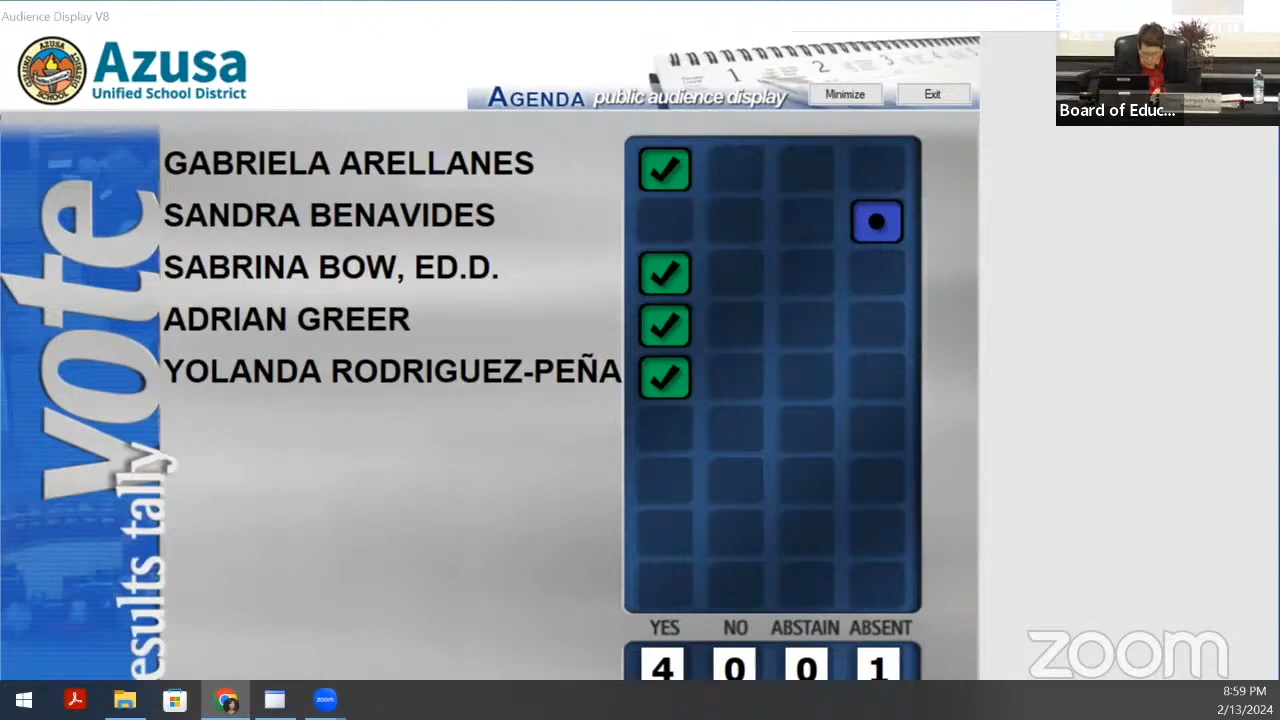 Audience Display V8
Azusa
Unified School District
AGENDA public audience display
Minimize
Exit
Board of Educ...
vote
esults tally
GABRIELA ARELLANES
SANDRA BENAVIDES
SABRINA BOW, ED.D.
ADRIAN GREER
YOLANDA RODRIGUEZ-PEÑA
YES NO ABSTAIN ABSENT
4 0 0 1
zoom
zoom
8:59 PM
2/13/2024